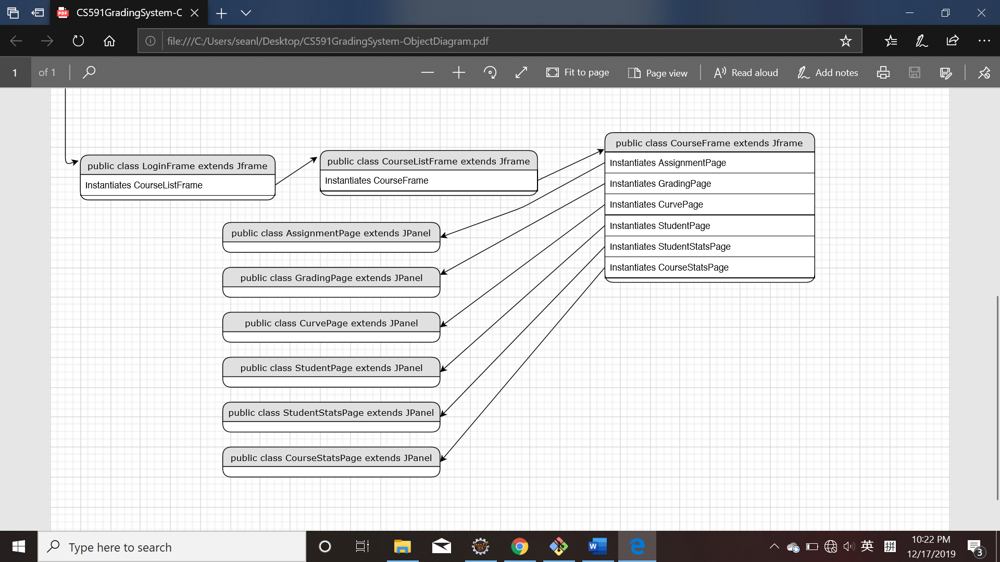 CS591GradingSystem-C
file:///C:/Users/seanl/Desktop/CS591GradingSystem-ObjectDiagram.pdf
1 of 1
Fit to page
Page view
Read aloud
Add notes
public class LoginFrame extends Jframe
Instantiates CourseListFrame
public class CourseListFrame extends Jframe
Instantiates CourseFrame
public class CourseFrame extends Jframe
Instantiates AssignmentPage
Instantiates GradingPage
Instantiates CurvePage
Instantiates StudentPage
Instantiates StudentStatsPage
Instantiates CourseStatsPage
public class AssignmentPage extends JPanel
public class GradingPage extends JPanel
public class CurvePage extends JPanel
public class StudentPage extends JPanel
public class StudentStatsPage extends JPanel
public class CourseStatsPage extends JPanel
Type here to search
英
拼
10:22 PM
12/17/2019
3